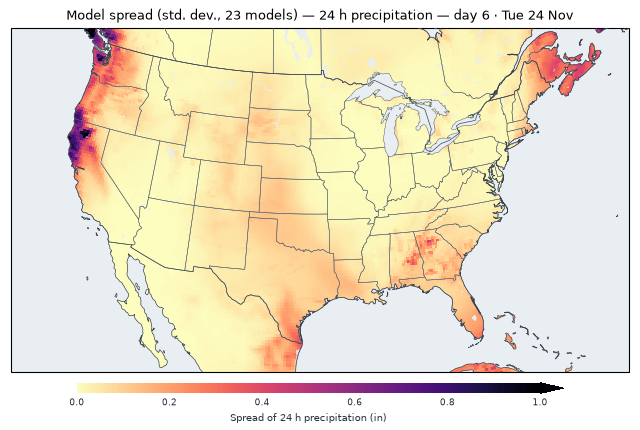 Model spread (std. dev., 23 models) — 24 h precipitation — day 6 · Tue 24 Nov
0.0 0.2 0.4 0.6 0.8 1.0
Spread of 24 h precipitation (in)